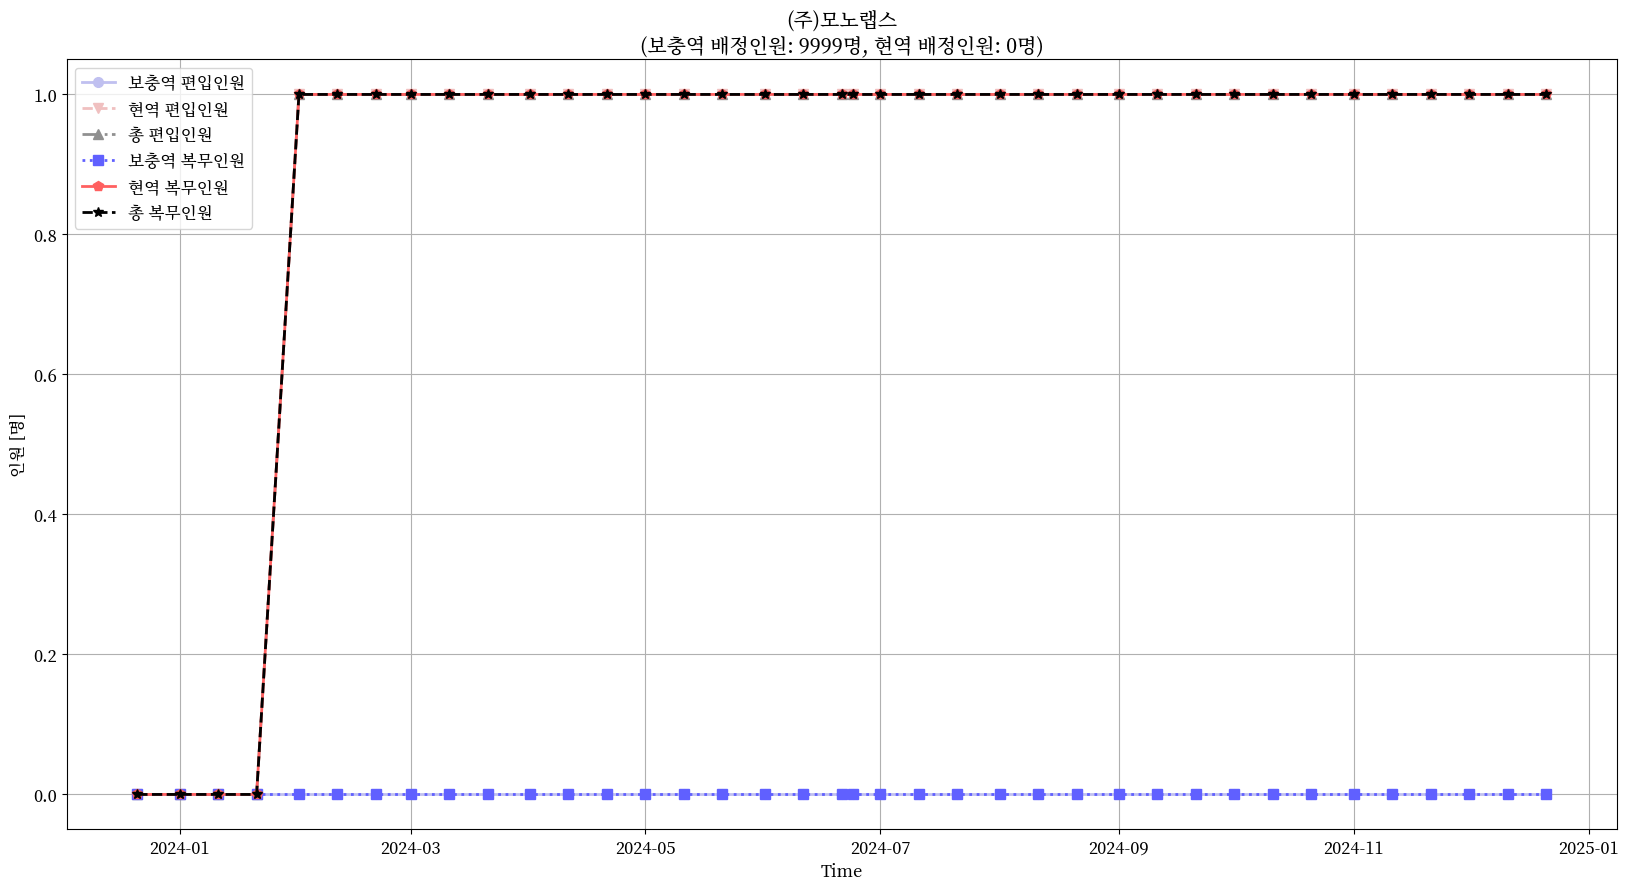 (주)모노랩스
(보충역 배정인원: 9999명, 현역 배정인원: 0명)
보충역 편입인원
현역 편입인원
총 편입인원
보충역 복무인원
현역 복무인원
총 복무인원
1.0
0.8
0.6
0.4
0.2
0.0
인원 [명]
2024-01
2024-03
2024-05
2024-07
2024-09
2024-11
2025-01
Time